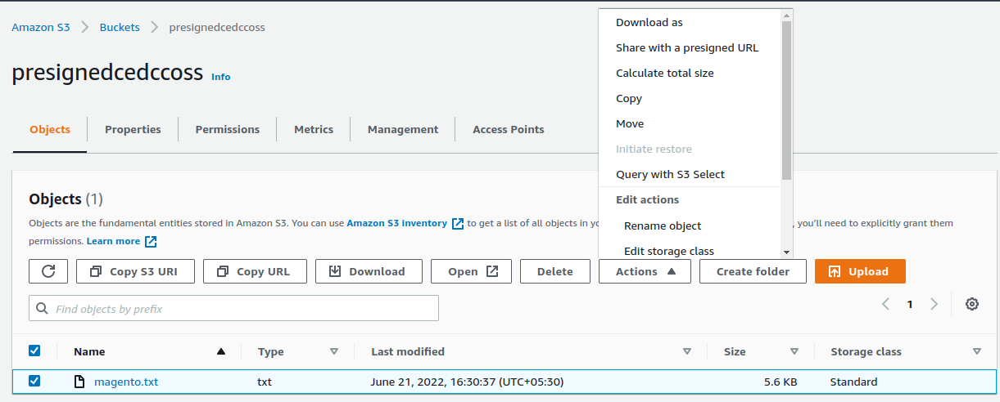 Amazon S3 > Buckets > presignedcedccoss
presignedcedccoss Info
Objects Properties Permissions Metrics Management Access Points
Download as
Share with a presigned URL
Calculate total size
Copy
Move
Initiate restore
Query with S3 Select
Edit actions
Rename object
Edit storage class
Objects (1)
Objects are the fundamental entities stored in Amazon S3. You can use Amazon S3 inventory to get a list of all objects in yo , you'll need to explicitly grant them
permissions. Learn more
Copy S3 URI Copy URL Download Open Delete Actions Create folder Upload
Find objects by prefix 1
Name Type Last modified Size Storage class
magento.txt txt June 21, 2022, 16:30:37 (UTC+05:30) 5.6 KB Standard